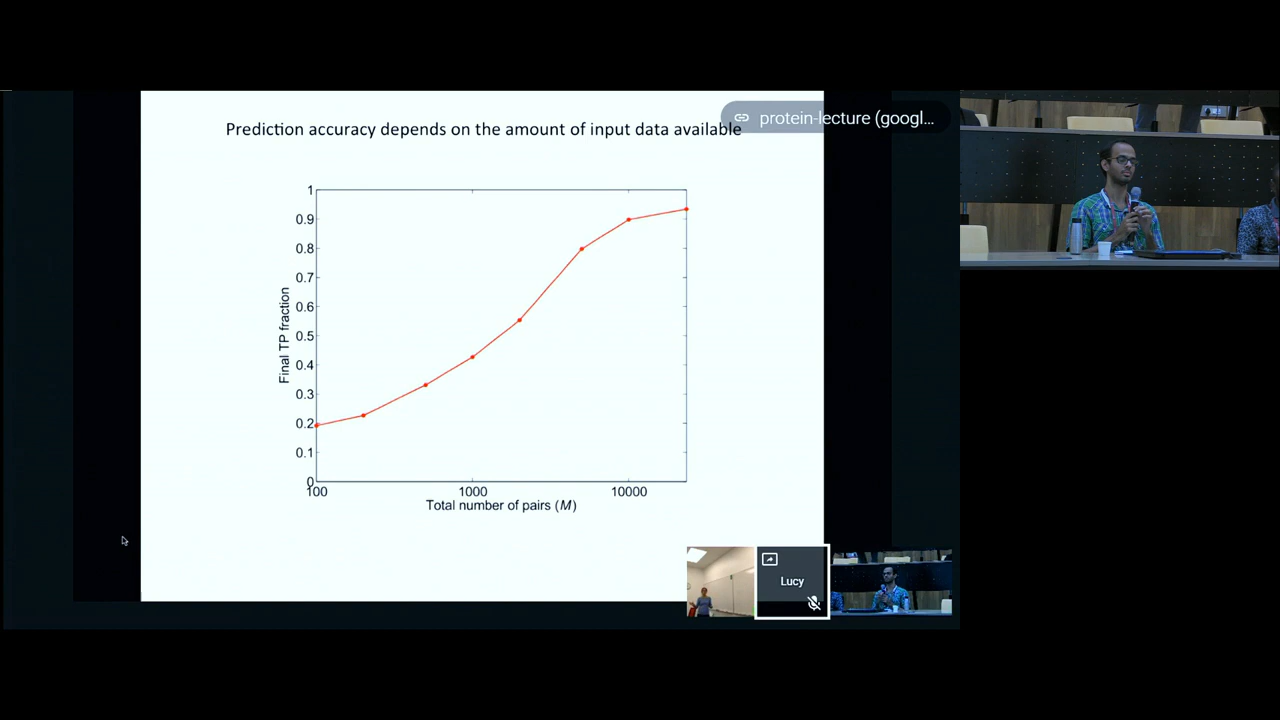 Prediction accuracy depends on the amount of input data available
protein-lecture (googl...
1
0.9
0.8
0.7
0.6
0.5
0.4
0.3
0.2
0.1
0
Final TP fraction
100 1000 10000
Total number of pairs (M)
Lucy